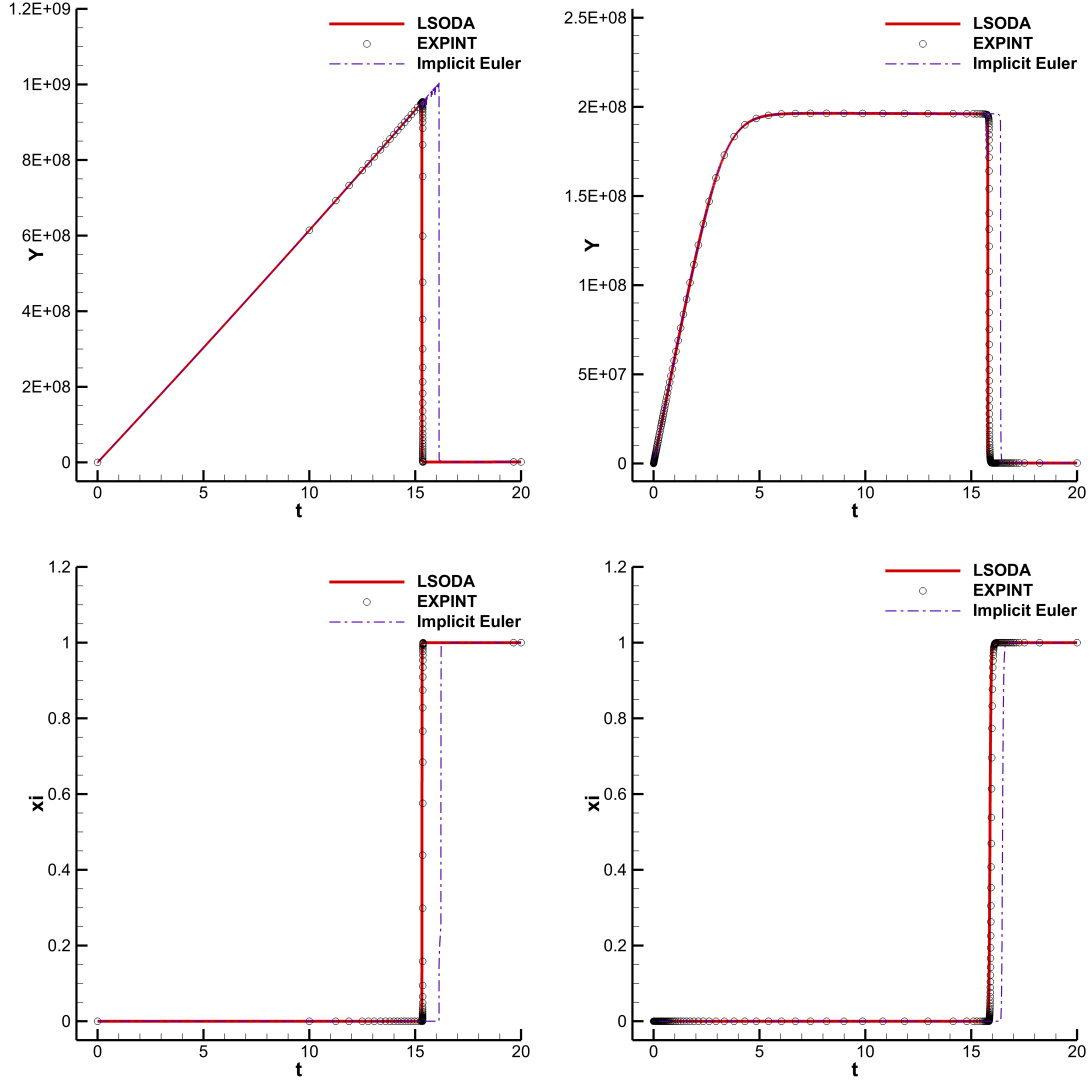 1.2E+09
1E+09
8E+08
6E+08
4E+08
2E+08
0
Y
0 5 10 15 20
t
LSODA
EXPINT
Implicit Euler
2.5E+08
2E+08
1.5E+08
1E+08
5E+07
0
Y
0 5 10 15 20
t
LSODA
EXPINT
Implicit Euler
1.2
1
0.8
0.6
0.4
0.2
0
xi
0 5 10 15 20
t
LSODA
EXPINT
Implicit Euler
1.2
1
0.8
0.6
0.4
0.2
0
xi
0 5 10 15 20
t
LSODA
EXPINT
Implicit Euler